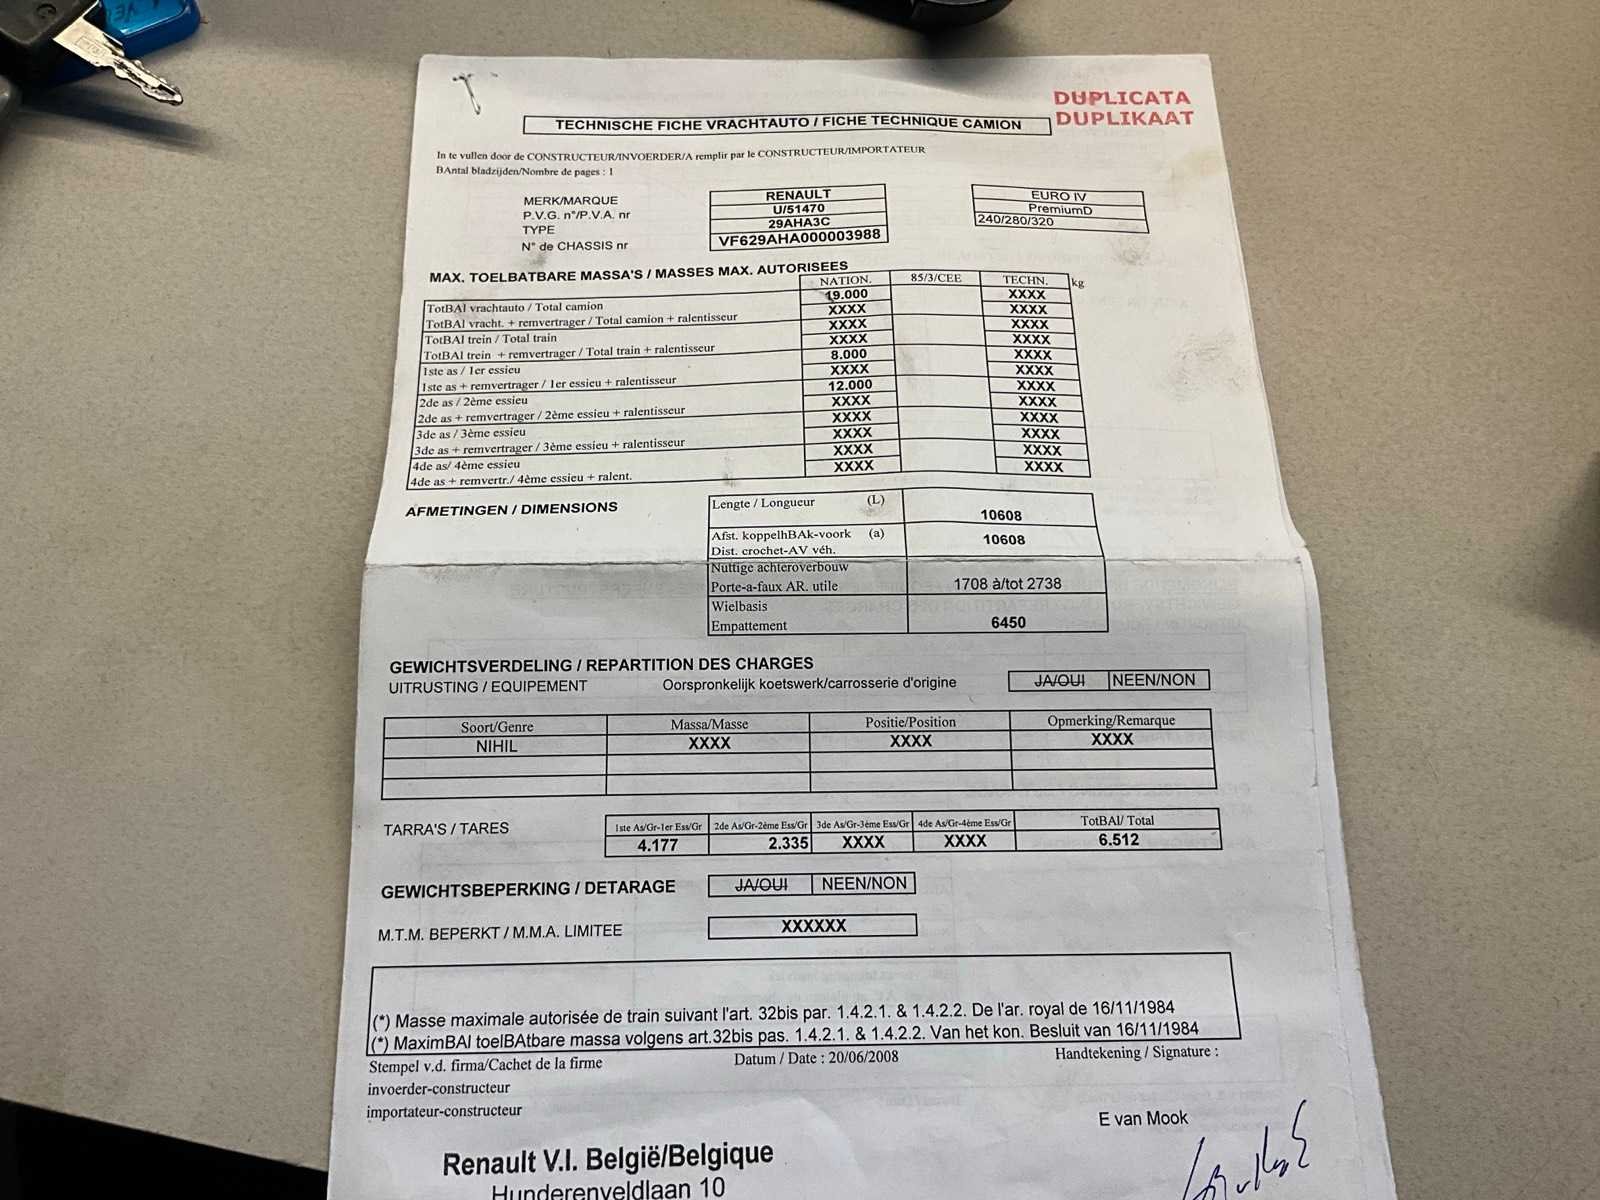 DUPLICATA
DUPLIKAAT
TECHNISCHE FICHE VRACHTAUTO / FICHE TECHNIQUE CAMION
In te vullen door de CONSTRUCTEUR/INVOERDER/A remplir par le CONSTRUCTEUR/IMPORTATEUR
BAntal bladzijden/Nombre de pages : 1
MERK/MARQUE RENAULT EURO IV
P.V.G. n°/P.V.A. nr U/51470 PremiumD
TYPE 29AHA3C 240/280/320
N° de CHASSIS nr VF629AHA000003988
MAX. TOELBATBARE MASSA'S / MASSES MAX. AUTORISEES
NATION. 85/3/CEE TECHN. kg
TotBAl vrachtauto / Total camion 19.000 XXXX
TotBAl vracht. + remvertrager / Total camion + ralentisseur XXXX XXXX
TotBAl trein / Total train XXXX XXXX
TotBAl trein + remvertrager / Total train + ralentisseur XXXX XXXX
1ste as / 1er essieu 8.000 XXXX
1ste as + remvertrager / 1er essieu + ralentisseur XXXX XXXX
2de as / 2ème essieu 12.000 XXXX
2de as + remvertrager / 2ème essieu + ralentisseur XXXX XXXX
3de as / 3ème essieu XXXX XXXX
3de as + remvertrager / 3ème essieu + ralentisseur XXXX XXXX
4de as/ 4ème essieu XXXX XXXX
4de as + remvertr./ 4ème essieu + ralent. XXXX XXXX
AFMETINGEN / DIMENSIONS
Lengte / Longueur (L) 10608
Afst. koppelhBAk-voork (a) 10608
Dist. crochet-AV véh.
Nuttige achteroverbouw
Porte-a-faux AR. utile 1708 à/tot 2738
Wielbasis
Empattement 6450
GEWICHTSVERDELING / REPARTITION DES CHARGES
UITRUSTING / EQUIPEMENT Oorspronkelijk koetswerk/carrosserie d'origine JA/OUI NEEN/NON
Soort/Genre Massa/Masse Positie/Position Opmerking/Remarque
NIHIL XXXX XXXX XXXX
TARRA'S / TARES
1ste As/Gr-1er Ess/Gr 2de As/Gr-2ème Ess/Gr 3de As/Gr-3ème Ess/Gr 4de As/Gr-4ème Ess/Gr TotBAl/ Total
4.177 2.335 XXXX XXXX 6.512
GEWICHTSBEPERKING / DETARAGE JA/OUI NEEN/NON
M.T.M. BEPERKT / M.M.A. LIMITEE XXXXXX
(*) Masse maximale autorisée de train suivant l'art. 32bis par. 1.4.2.1. & 1.4.2.2. De l'ar. royal de 16/11/1984
(*) MaximBAl toelBAtbare massa volgens art.32bis pas. 1.4.2.1. & 1.4.2.2. Van het kon. Besluit van 16/11/1984
Stempel v.d. firma/Cachet de la firme Datum / Date : 20/06/2008 Handtekening / Signature :
invoerder-constructeur
importateur-constructeur
E van Mook
Renault V.I. België/Belgique
Hunderenveldlaan 10